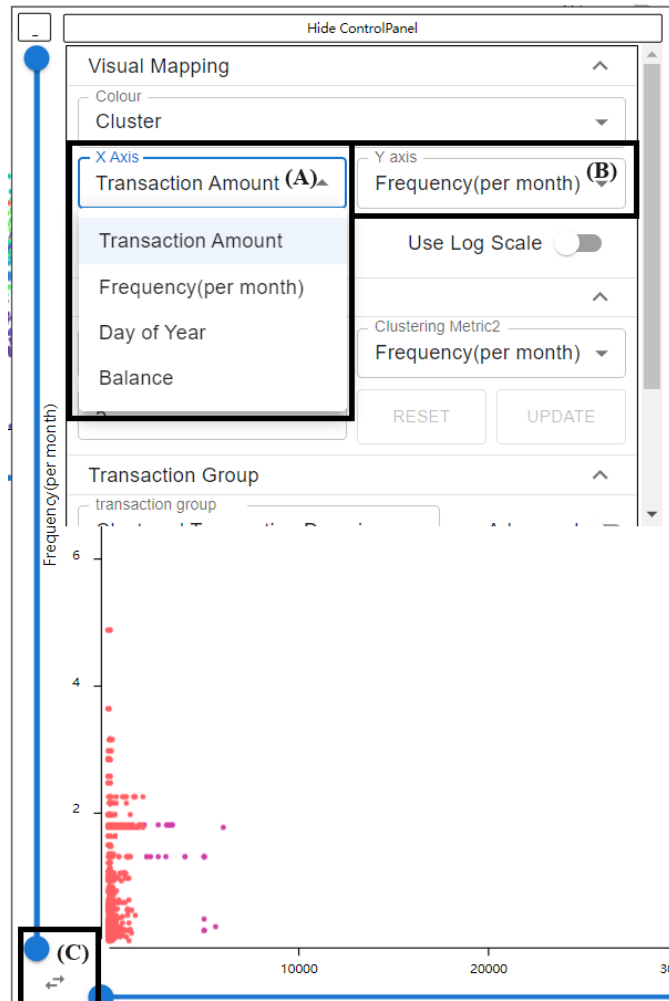 Hide ControlPanel
Visual Mapping
Colour
Cluster
X Axis
Transaction Amount (A)
Y axis
Frequency(per month) (B)
Transaction Amount
Frequency(per month)
Day of Year
Balance
Use Log Scale
Clustering Metric2
Frequency(per month)
RESET
UPDATE
Transaction Group
transaction group
Frequency(per month)
6
4
2
(C)
10000
20000